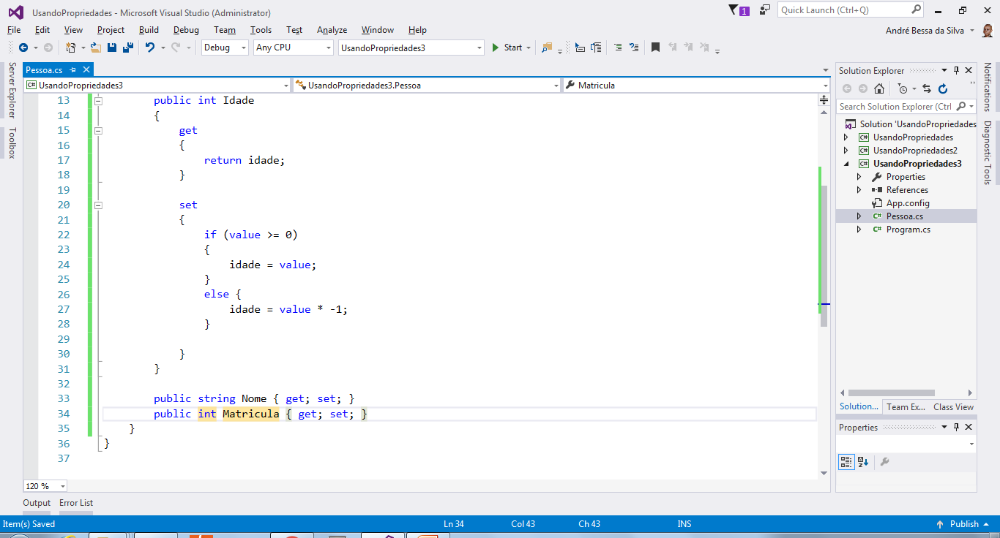 UsandoPropriedades - Microsoft Visual Studio (Administrator)
1
Quick Launch (Ctrl+Q)
File Edit View Project Build Debug Team Tools Test Analyze Window Help
André Bessa da Silva
Debug Any CPU UsandoPropriedades3 Start
Server Explorer
Toolbox
Pessoa.cs
C# UsandoPropriedades3 UsandoPropriedades3.Pessoa Matricula
13 public int Idade
14 {
15 get
16 {
17 return idade;
18 }
19
20 set
21 {
22 if (value >= 0)
23 {
24 idade = value;
25 }
26 else {
27 idade = value * -1;
28 }
29
30 }
31 }
32
33 public string Nome { get; set; }
34 public int Matricula { get; set; }
35 }
36 }
37
120 %
Output Error List
Solution Explorer
Search Solution Explorer (Ctrl
Solution 'UsandoPropriedades
C# UsandoPropriedades
C# UsandoPropriedades2
C# UsandoPropriedades3
Properties
References
App.config
C# Pessoa.cs
C# Program.cs
Solution... Team Ex... Class View
Properties
Notifications
Diagnostic Tools
Item(s) Saved Ln 34 Col 43 Ch 43 INS Publish